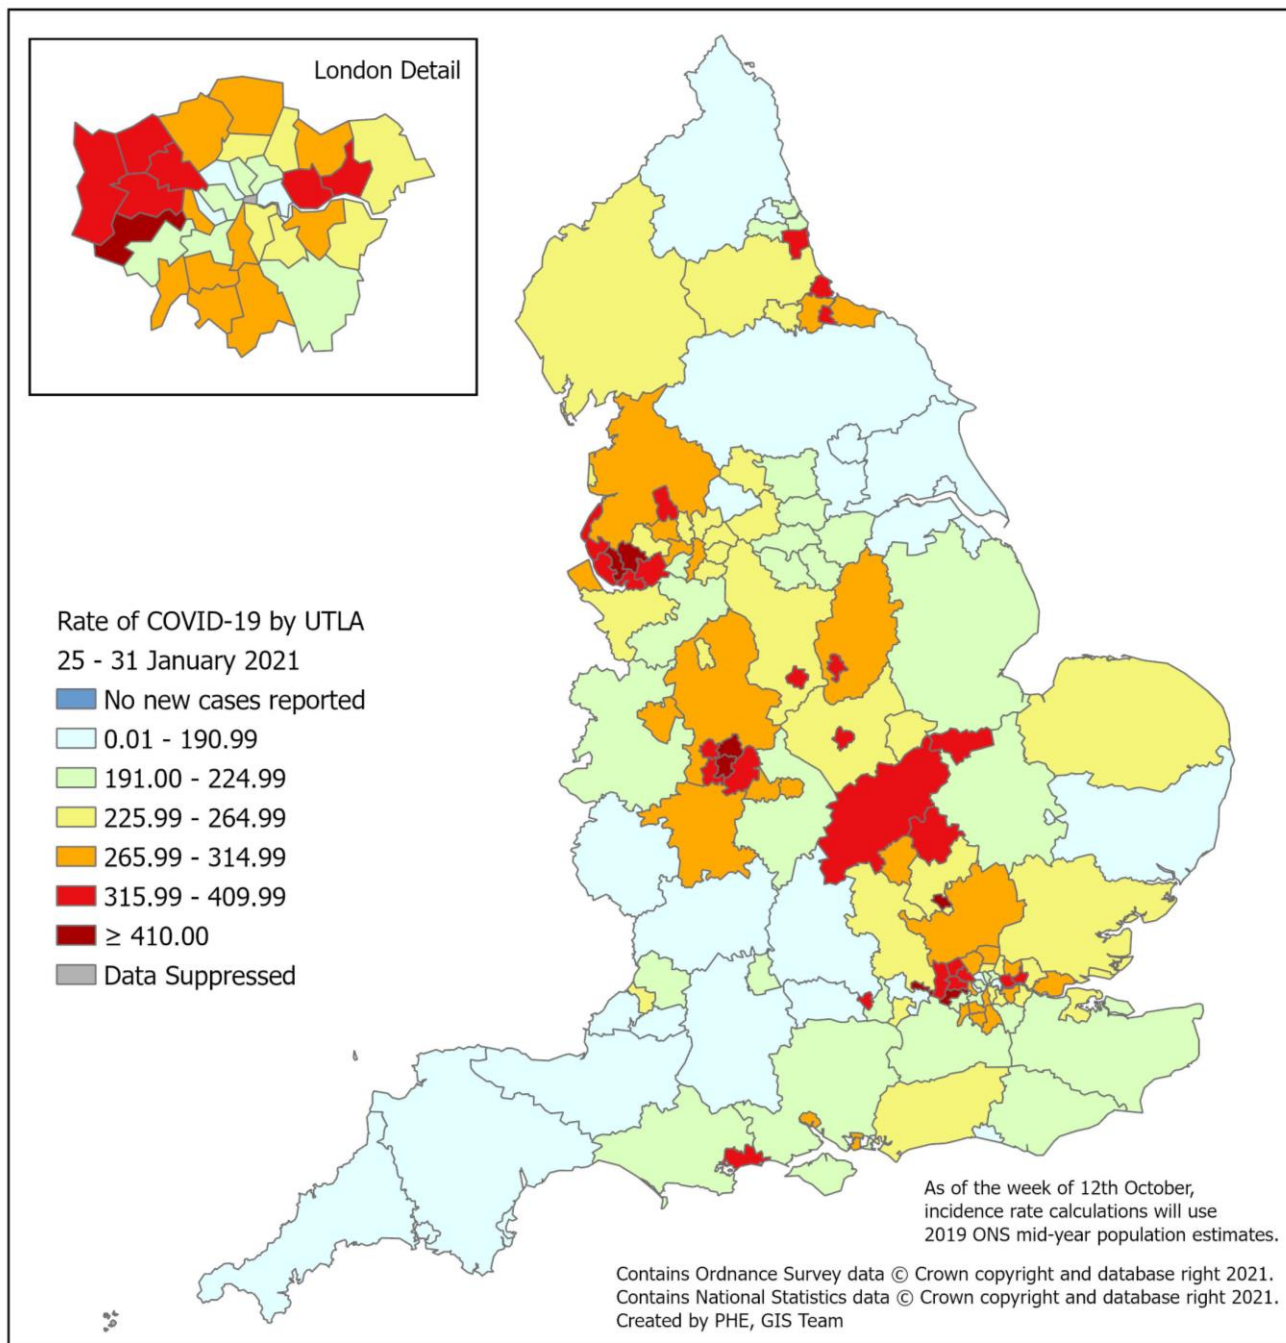 London Detail
Rate of COVID-19 by UTLA
25 - 31 January 2021
No new cases reported
0.01 - 190.99
191.00 - 224.99
225.99 - 264.99
265.99 - 314.99
315.99 - 409.99
≥ 410.00
Data Suppressed
As of the week of 12th October,
incidence rate calculations will use
2019 ONS mid-year population estimates.
Contains Ordnance Survey data © Crown copyright and database right 2021.
Contains National Statistics data © Crown copyright and database right 2021.
Created by PHE, GIS Team